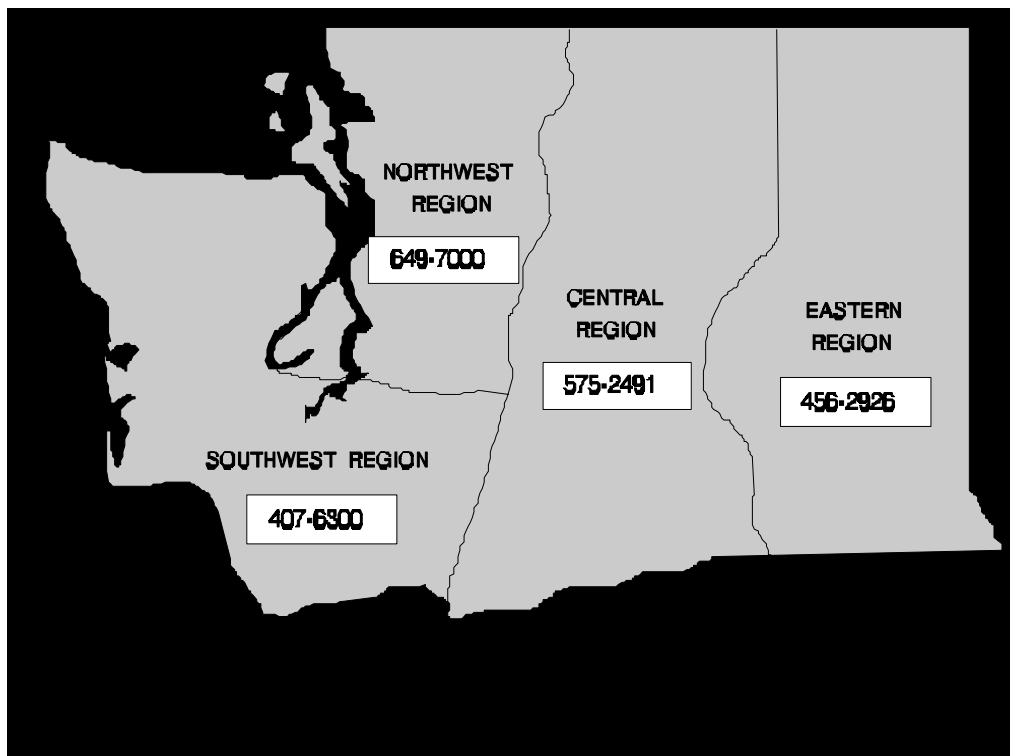 NORTHWEST
REGION
649-7000
CENTRAL
REGION
575-2491
EASTERN
REGION
456-2926
SOUTHWEST REGION
407-6300